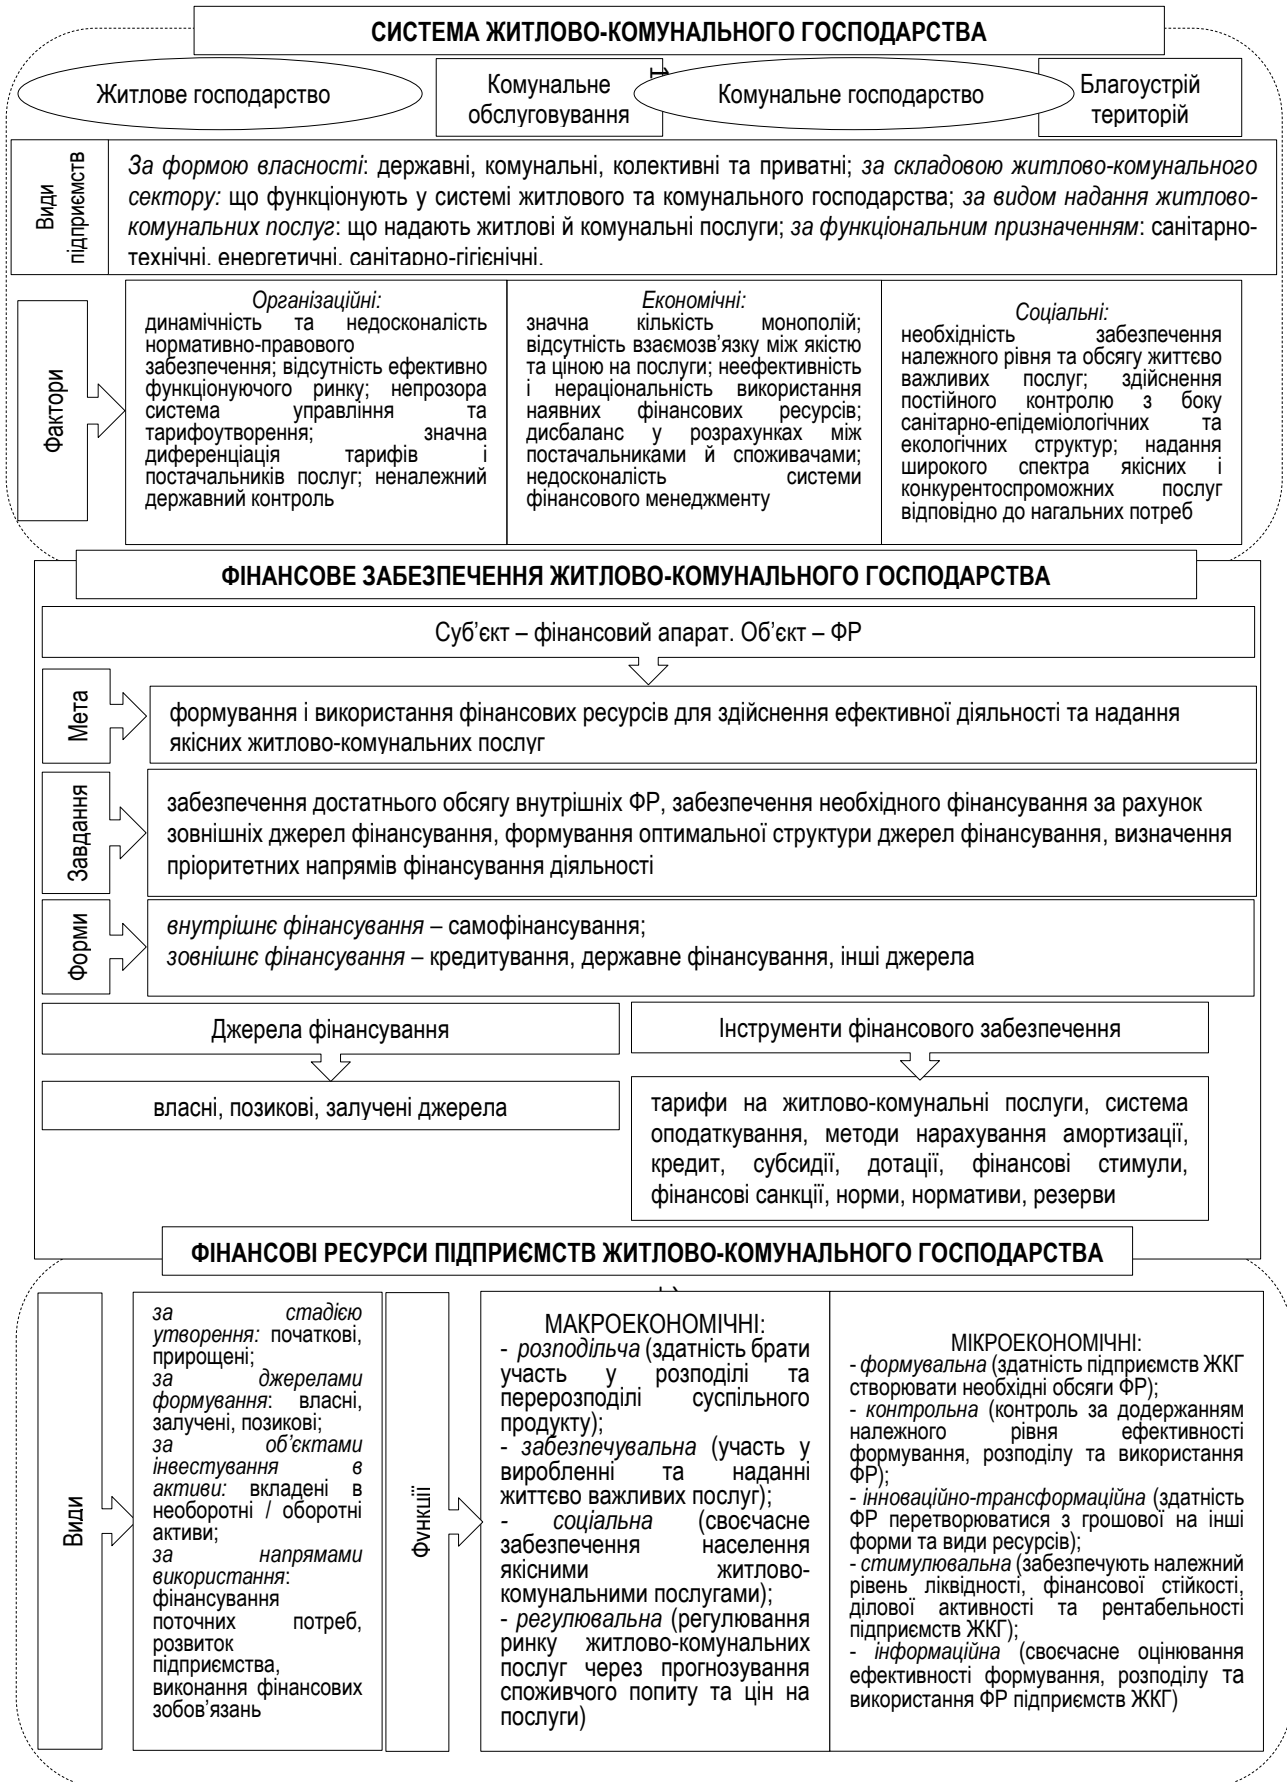 СИСТЕМА ЖИТЛОВО-КОМУНАЛЬНОГО ГОСПОДАРСТВА
Житлове господарство
Комунальне
обслуговування
Комунальне господарство
Благоустрій
територій
Види
підприємств
За формою власності: державні, комунальні, колективні та приватні; за складовою житлово-комунального
сектору: що функціонують у системі житлового та комунального господарства; за видом надання житлово-
комунальних послуг: що надають житлові й комунальні послуги; за функціональним призначенням: санітарно-
технічні, енергетичні, санітарно-гігієнічні.
Фактори
Організаційні:
динамічність та недосконалість
нормативно-правового
забезпечення; відсутність ефективно
функціонуючого ринку; непрозора
система управління та
тарифоутворення; значна
диференціація тарифів і
постачальників послуг; неналежний
державний контроль
Економічні:
значна кількість монополій;
відсутність взаємозв’язку між якістю
та ціною на послуги; неефективність
і нераціональність використання
наявних фінансових ресурсів;
дисбаланс у розрахунках між
постачальниками й споживачами;
недосконалість системи
фінансового менеджменту
Соціальні:
необхідність забезпечення
належного рівня та обсягу життєво
важливих послуг; здійснення
постійного контролю з боку
санітарно-епідеміологічних та
екологічних структур; надання
широкого спектра якісних і
конкурентоспроможних послуг
відповідно до нагальних потреб
ФІНАНСОВЕ ЗАБЕЗПЕЧЕННЯ ЖИТЛОВО-КОМУНАЛЬНОГО ГОСПОДАРСТВА
Суб’єкт – фінансовий апарат. Об’єкт – ФР
Мета
формування і використання фінансових ресурсів для здійснення ефективної діяльності та надання
якісних житлово-комунальних послуг
Завдання
забезпечення достатнього обсягу внутрішніх ФР, забезпечення необхідного фінансування за рахунок
зовнішніх джерел фінансування, формування оптимальної структури джерел фінансування, визначення
пріоритетних напрямів фінансування діяльності
Форми
внутрішнє фінансування – самофінансування;
зовнішнє фінансування – кредитування, державне фінансування, інші джерела
Джерела фінансування
власні, позикові, залучені джерела
Інструменти фінансового забезпечення
тарифи на житлово-комунальні послуги, система
оподаткування, методи нарахування амортизації,
кредит, субсидії, дотації, фінансові стимули,
фінансові санкції, норми, нормативи, резерви
ФІНАНСОВІ РЕСУРСИ ПІДПРИЄМСТВ ЖИТЛОВО-КОМУНАЛЬНОГО ГОСПОДАРСТВА
Види
за стадією
утворення: початкові,
прирощені;
за джерелами
формування: власні,
залучені, позикові;
за об’єктами
інвестування в
активи: вкладені в
необоротні / оборотні
активи;
за напрямами
використання:
фінансування
поточних потреб,
розвиток
підприємства,
виконання фінансових
зобов’язань
Функції
МАКРОЕКОНОМІЧНІ:
- розподільча (здатність брати
участь у розподілі та
перерозподілі суспільного
продукту);
- забезпечувальна (участь у
виробленні та наданні
життєво важливих послуг);
- соціальна (своєчасне
забезпечення населення
якісними житлово-
комунальними послугами);
- регулювальна (регулювання
ринку житлово-комунальних
послуг через прогнозування
споживчого попиту та цін на
послуги)
МІКРОЕКОНОМІЧНІ:
- формувальна (здатність підприємств ЖКГ
створювати необхідні обсяги ФР);
- контрольна (контроль за додержанням
належного рівня ефективності
формування, розподілу та використання
ФР);
- інноваційно-трансформаційна (здатність
ФР перетворюватися з грошової на інші
форми та види ресурсів);
- стимулювальна (забезпечують належний
рівень ліквідності, фінансової стійкості,
ділової активності та рентабельності
підприємств ЖКГ);
- інформаційна (своєчасне оцінювання
ефективності формування, розподілу та
використання ФР підприємств ЖКГ)